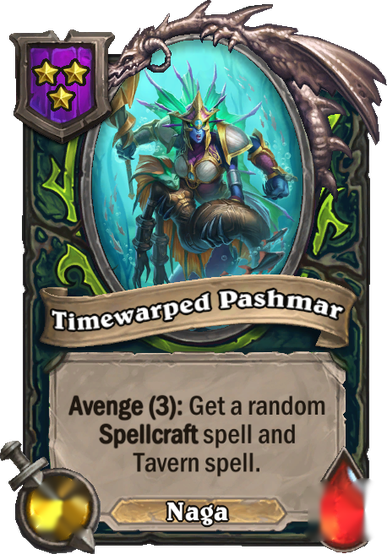 Timewarped Pashmar
Avenge (3): Get a random
Spellcraft spell and
Tavern spell.
Naga